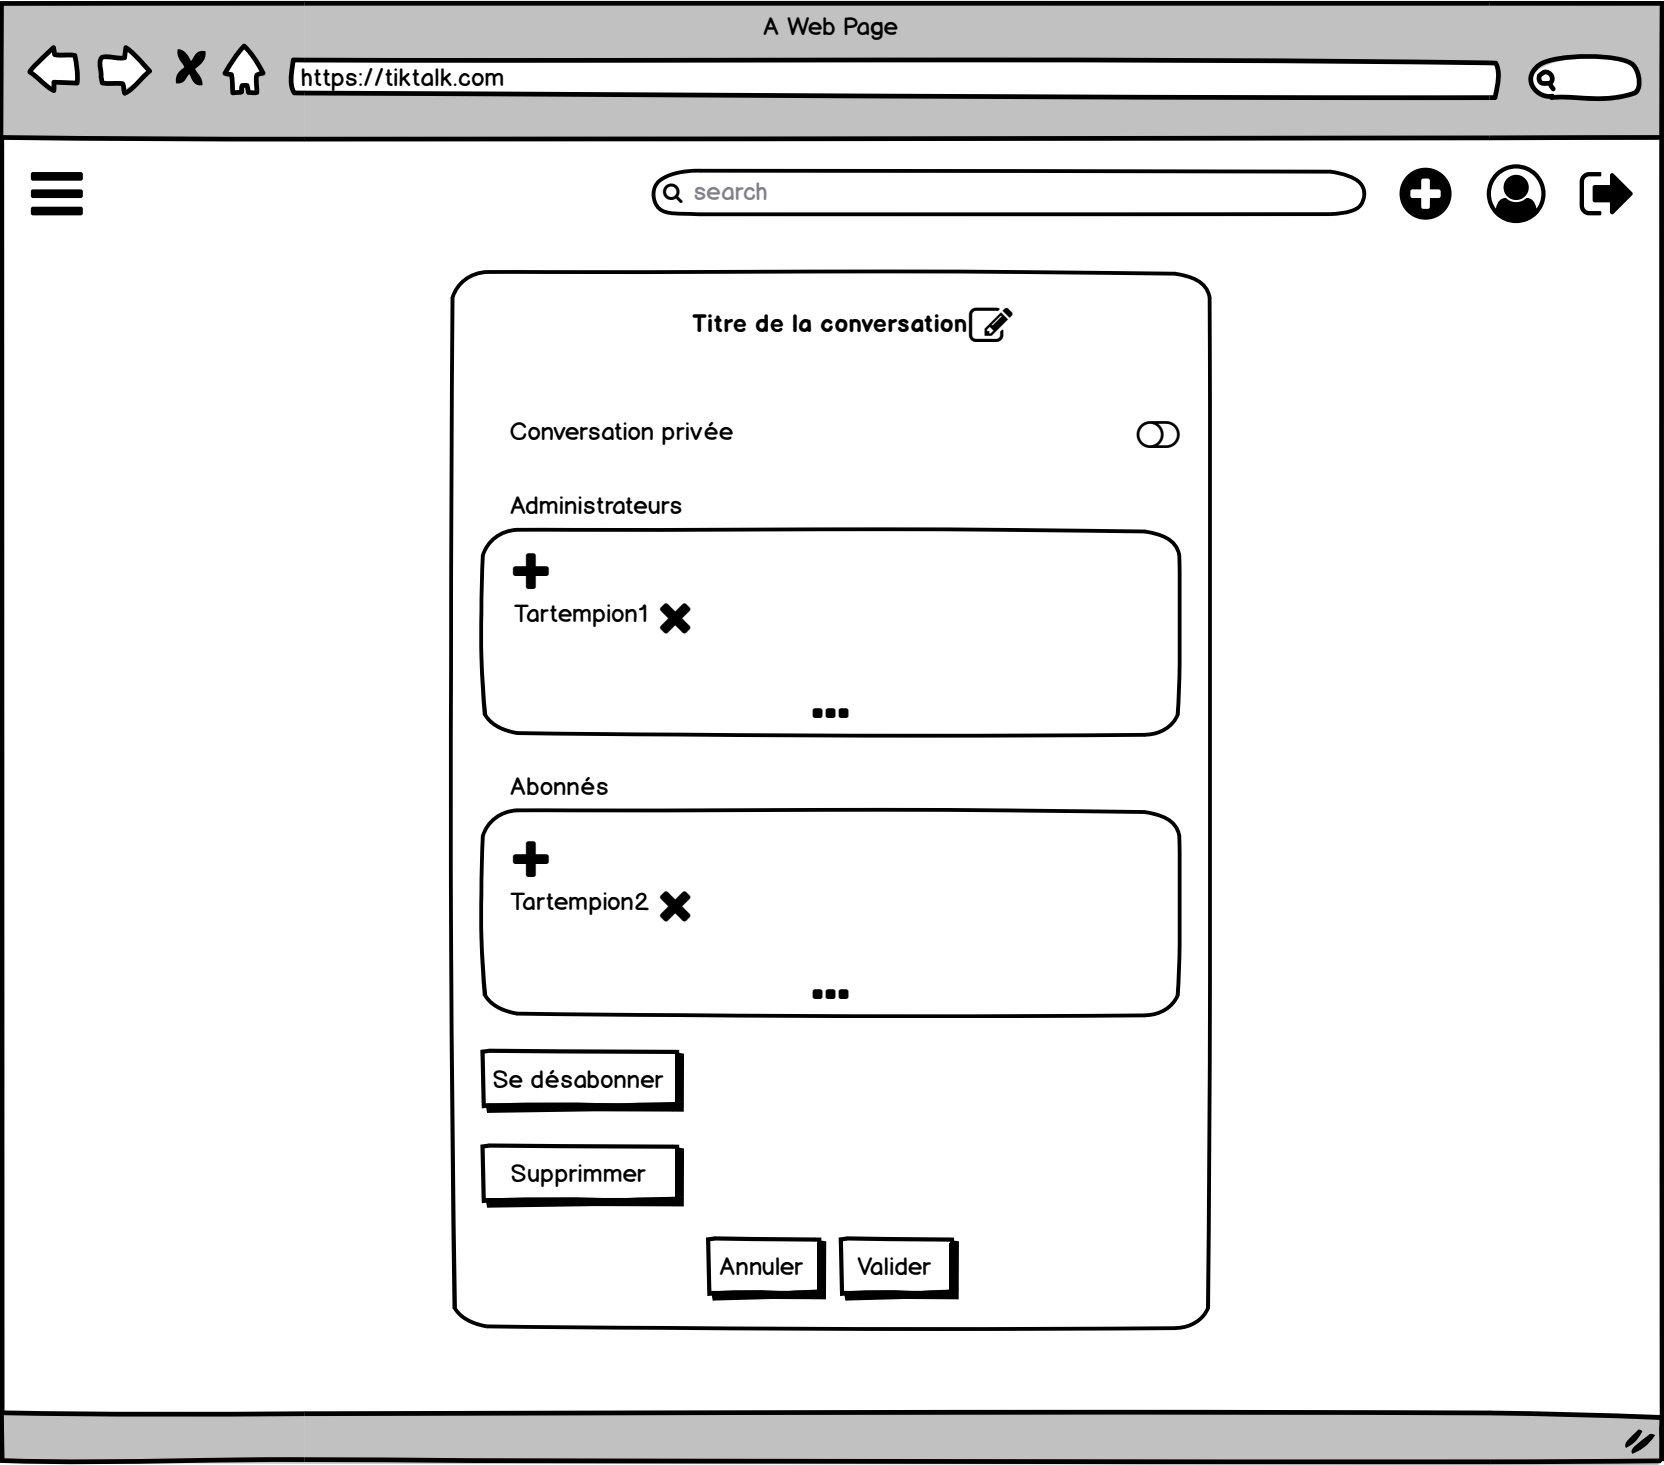 A Web Page
https://tiktalk.com
search
Titre de la conversation
Conversation privée
Administrateurs
Tartempion1
Abonnés
Tartempion2
Se désabonner
Supprimmer
Annuler
Valider